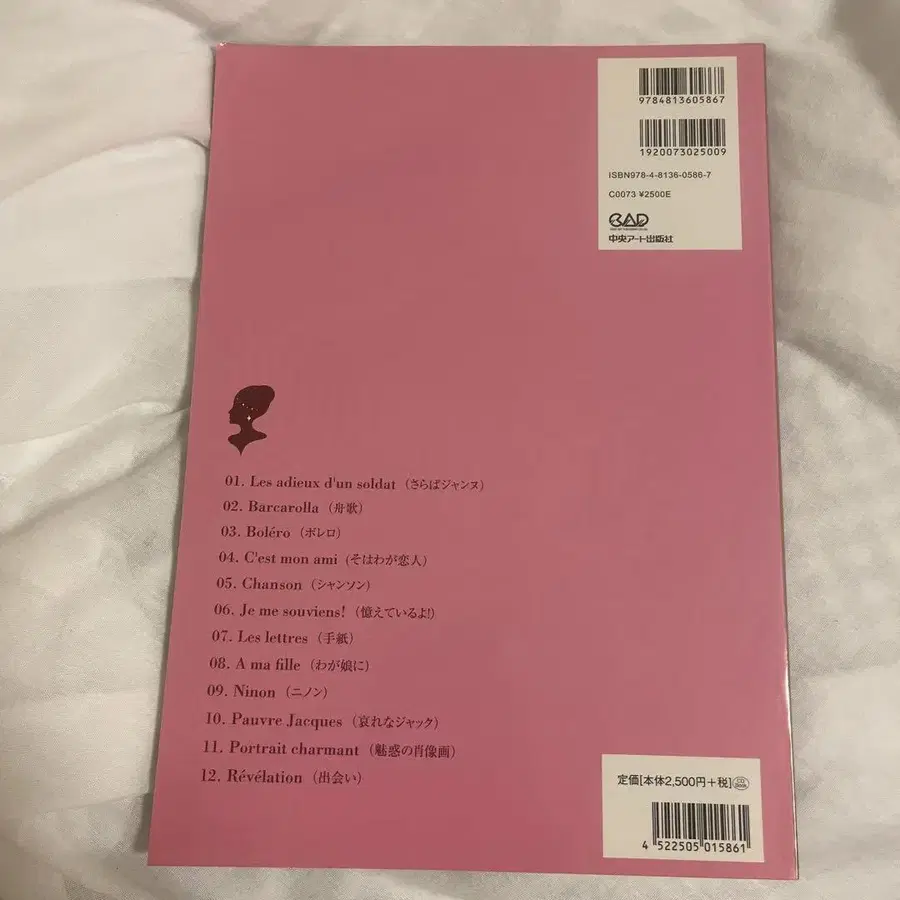 9784813605867
1920073025009
ISBN978-4-8136-0586-7
C0073 ¥2500E
CAD
中央アート出版社
01. Les adieux d'un soldat (さらばジャンヌ)
02. Barcarolla (舟歌)
03. Boléro (ボレロ)
04. C'est mon ami (そはわが恋人)
05. Chanson (シャンソン)
06. Je me souviens! (憶えているよ!)
07. Les lettres (手紙)
08. A ma fille (わが娘に)
09. Ninon (ニノン)
10. Pauvre Jacques (哀れなジャック)
11. Portrait charmant (魅惑の肖像画)
12. Révélation (出会い)
定価[本体2,500円+税]
4 522505 015861